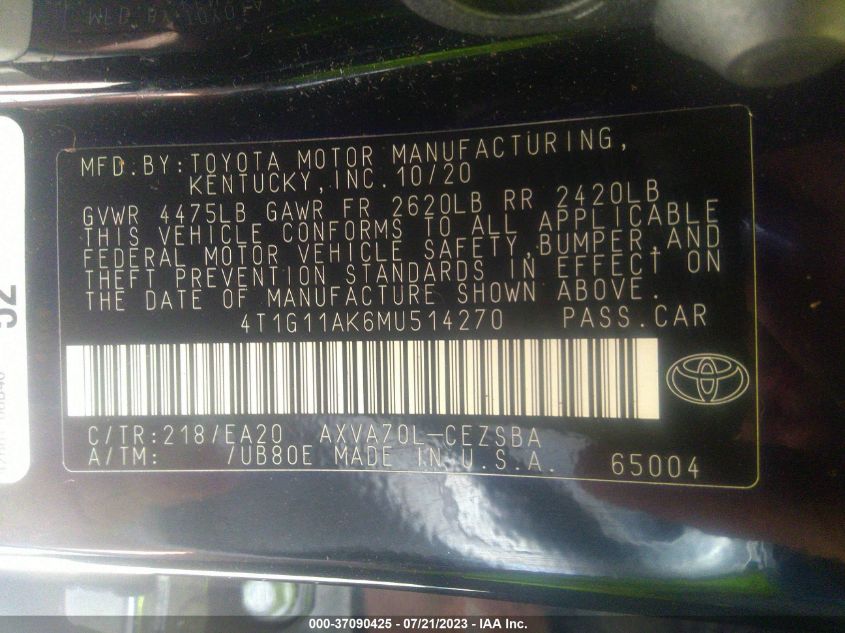 MFD.BY:TOYOTA MOTOR MANUFACTURING,
KENTUCKY,INC.10/20
GVWR 4475LB GAWR FR 2620LB RR 2420LB
THIS VEHICLE CONFORMS TO ALL APPLICABLE
FEDERAL MOTOR VEHICLE SAFETY,BUMPER,AND
THEFT PREVENTION STANDARDS IN EFFECT ON
THE DATE OF MANUFACTURE SHOWN ABOVE.
4T1G11AK6MU514270 PASS.CAR
C/TR:218/EA20 AXVA70L-CEZSBA
A/TM: /UB80E MADE IN U.S.A. 65004
000-37090425 - 07/21/2023 - IAA Inc.